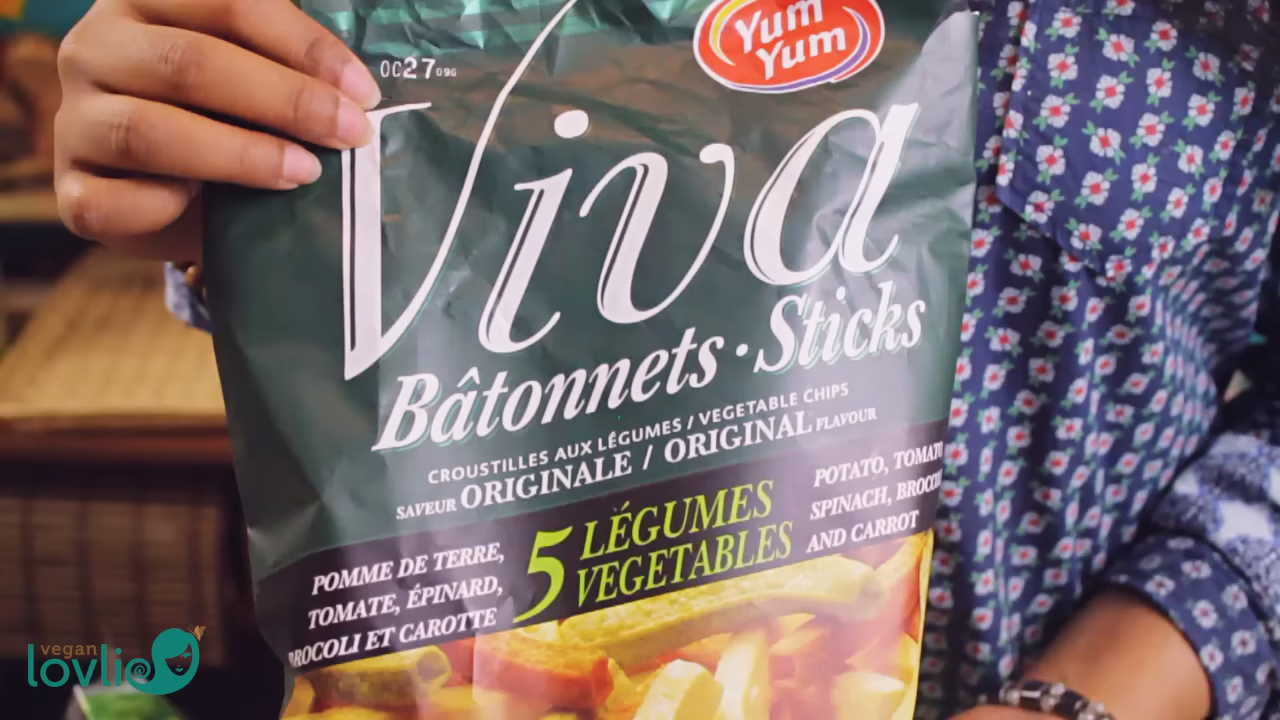 Yum
Yum
OC27096
Viva
Bâtonnets · Sticks
CROUSTILLES AUX LÉGUMES / VEGETABLE CHIPS
SAVEUR ORIGINALE / ORIGINAL FLAVOUR
POMME DE TERRE,
TOMATE, ÉPINARD,
BROCOLI ET CAROTTE
5 LÉGUMES
VEGETABLES
POTATO, TOMATO
SPINACH, BROCCO
AND CARROT
vegan
lovlie